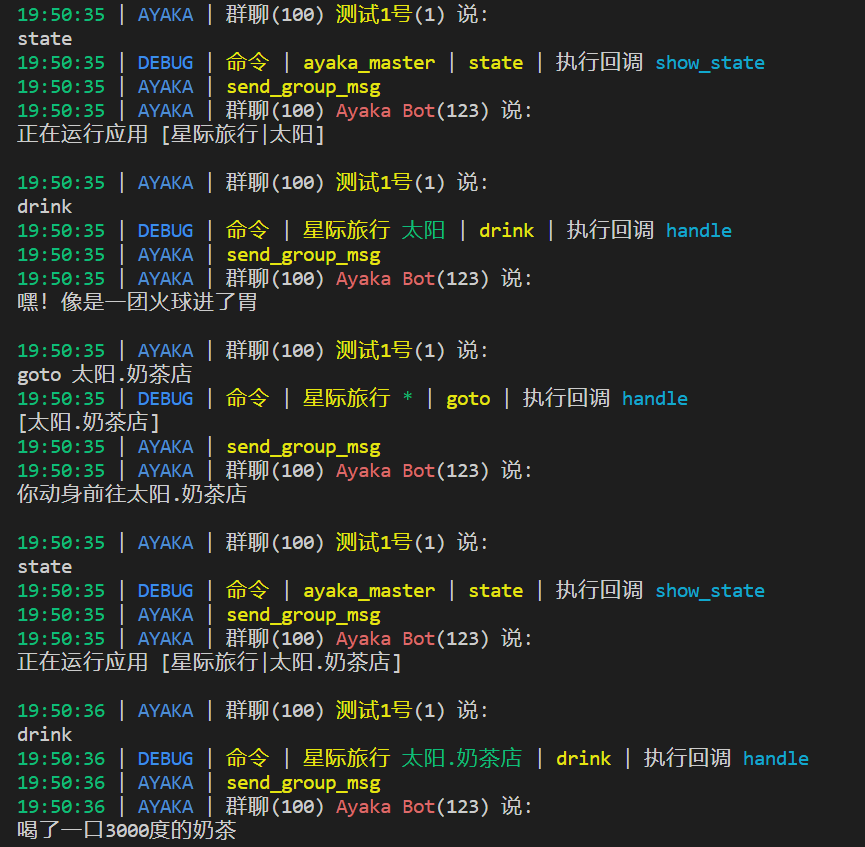 19:50:35 | AYAKA | 群聊(100) 测试1号(1) 说:
state
19:50:35 | DEBUG | 命令 | ayaka_master | state | 执行回调 show_state
19:50:35 | AYAKA | send_group_msg
19:50:35 | AYAKA | 群聊(100) Ayaka Bot(123) 说:
正在运行应用 [星际旅行|太阳]
19:50:35 | AYAKA | 群聊(100) 测试1号(1) 说:
drink
19:50:35 | DEBUG | 命令 | 星际旅行 太阳 | drink | 执行回调 handle
19:50:35 | AYAKA | send_group_msg
19:50:35 | AYAKA | 群聊(100) Ayaka Bot(123) 说:
嘿! 像是一团火球进了胃
19:50:35 | AYAKA | 群聊(100) 测试1号(1) 说:
goto 太阳.奶茶店
19:50:35 | DEBUG | 命令 | 星际旅行 * | goto | 执行回调 handle
[太阳.奶茶店]
19:50:35 | AYAKA | send_group_msg
19:50:35 | AYAKA | 群聊(100) Ayaka Bot(123) 说:
你动身前往太阳.奶茶店
19:50:35 | AYAKA | 群聊(100) 测试1号(1) 说:
state
19:50:35 | DEBUG | 命令 | ayaka_master | state | 执行回调 show_state
19:50:35 | AYAKA | send_group_msg
19:50:35 | AYAKA | 群聊(100) Ayaka Bot(123) 说:
正在运行应用 [星际旅行|太阳.奶茶店]
19:50:36 | AYAKA | 群聊(100) 测试1号(1) 说:
drink
19:50:36 | DEBUG | 命令 | 星际旅行 太阳.奶茶店 | drink | 执行回调 handle
19:50:36 | AYAKA | send_group_msg
19:50:36 | AYAKA | 群聊(100) Ayaka Bot(123) 说:
喝了一口3000度的奶茶